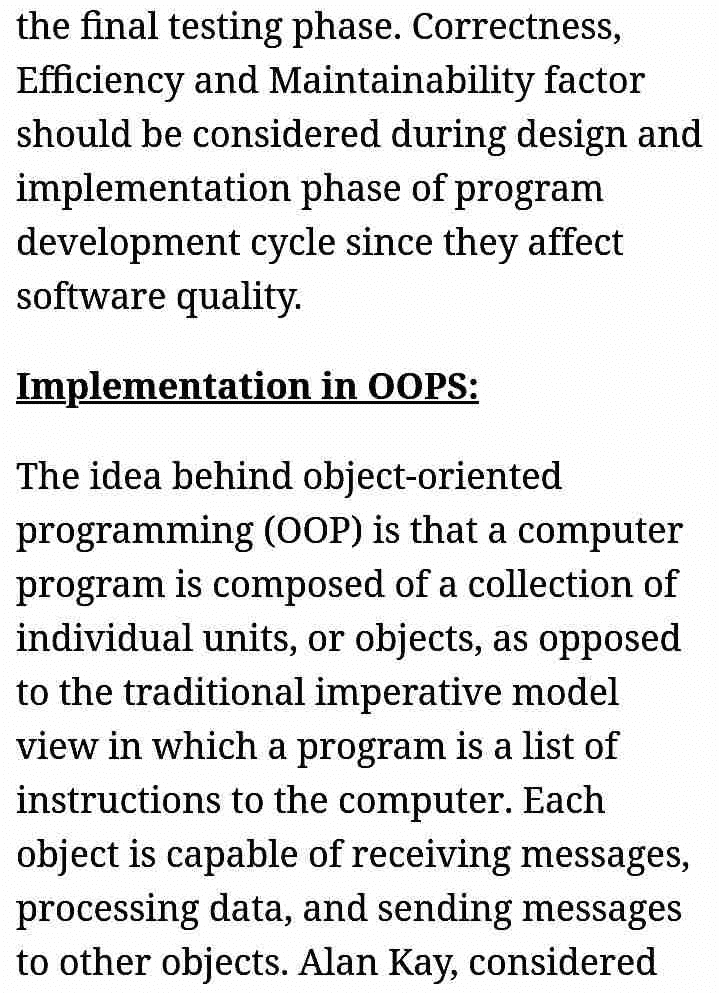 the final testing phase. Correctness,
Efficiency and Maintainability factor
should be considered during design and
implementation phase of program
development cycle since they affect
software quality.
Implementation in OOPS:
The idea behind object-oriented
programming (OOP) is that a computer
program is composed of a collection of
individual units, or objects, as opposed
to the traditional imperative model
view in which a program is a list of
instructions to the computer. Each
object is capable of receiving messages,
processing data, and sending messages
to other objects. Alan Kay, considered